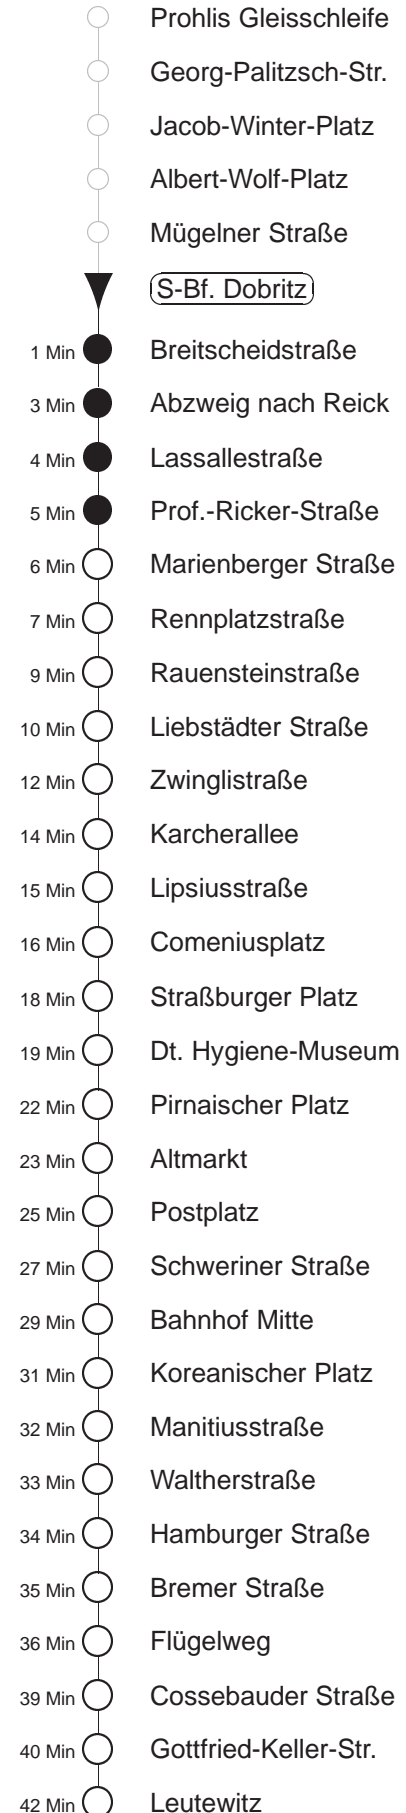 Prohlis Gleisschleife
Georg-Palitzsch-Str.
Jacob-Winter-Platz
Albert-Wolf-Platz
Mügelner Straße
S-Bf. Dobritz
1 Min Breitscheidstraße
3 Min Abzweig nach Reick
4 Min Lassallestraße
5 Min Prof.-Ricker-Straße
6 Min Marienberger Straße
7 Min Rennplatzstraße
9 Min Rauensteinstraße
10 Min Liebstädter Straße
12 Min Zwinglistraße
14 Min Karcherallee
15 Min Lipsiusstraße
16 Min Comeniusplatz
18 Min Straßburger Platz
19 Min Dt. Hygiene-Museum
22 Min Pirnaischer Platz
23 Min Altmarkt
25 Min Postplatz
27 Min Schweriner Straße
29 Min Bahnhof Mitte
31 Min Koreanischer Platz
32 Min Manitiusstraße
33 Min Waltherstraße
34 Min Hamburger Straße
35 Min Bremer Straße
36 Min Flügelweg
39 Min Cossebauder Straße
40 Min Gottfried-Keller-Str.
42 Min Leutewitz